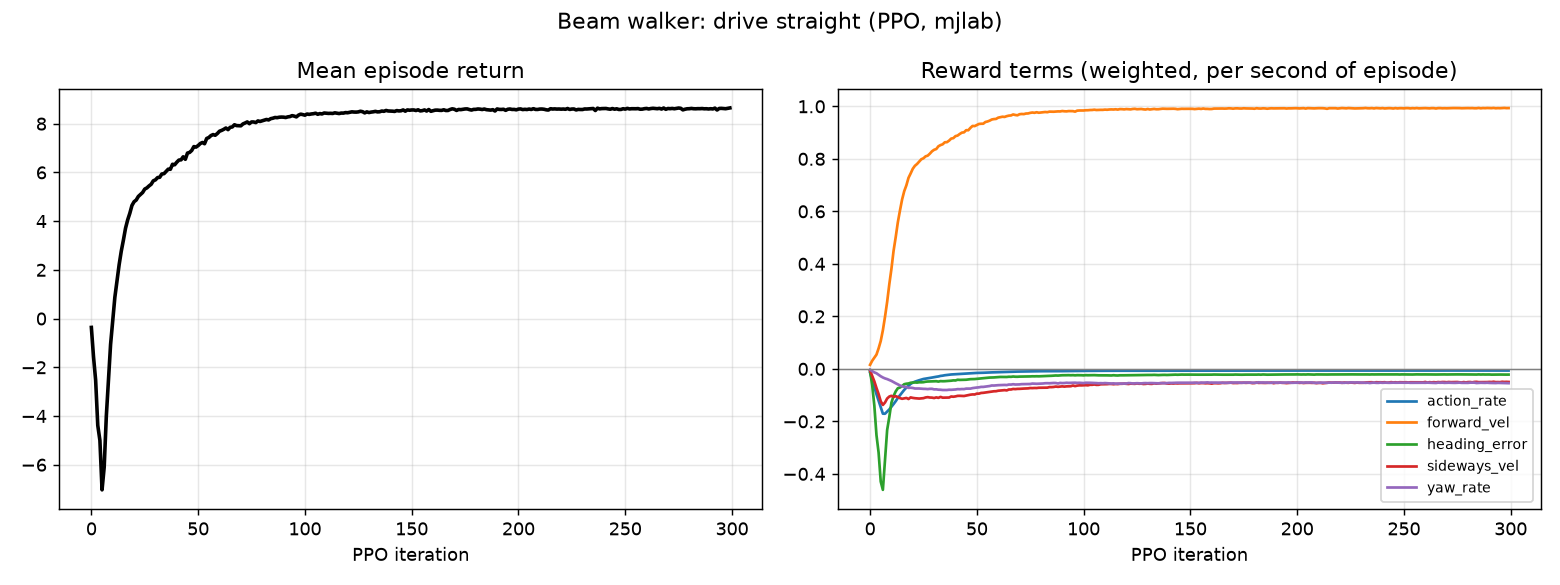 Beam walker: drive straight (PPO, mjlab)
Mean episode return
8
6
4
2
0
−2
−4
−6
0 50 100 150 200 250 300
PPO iteration
Reward terms (weighted, per second of episode)
1.0
0.8
0.6
0.4
0.2
0.0
−0.2
−0.4
action_rate
forward_vel
heading_error
sideways_vel
yaw_rate
0 50 100 150 200 250 300
PPO iteration